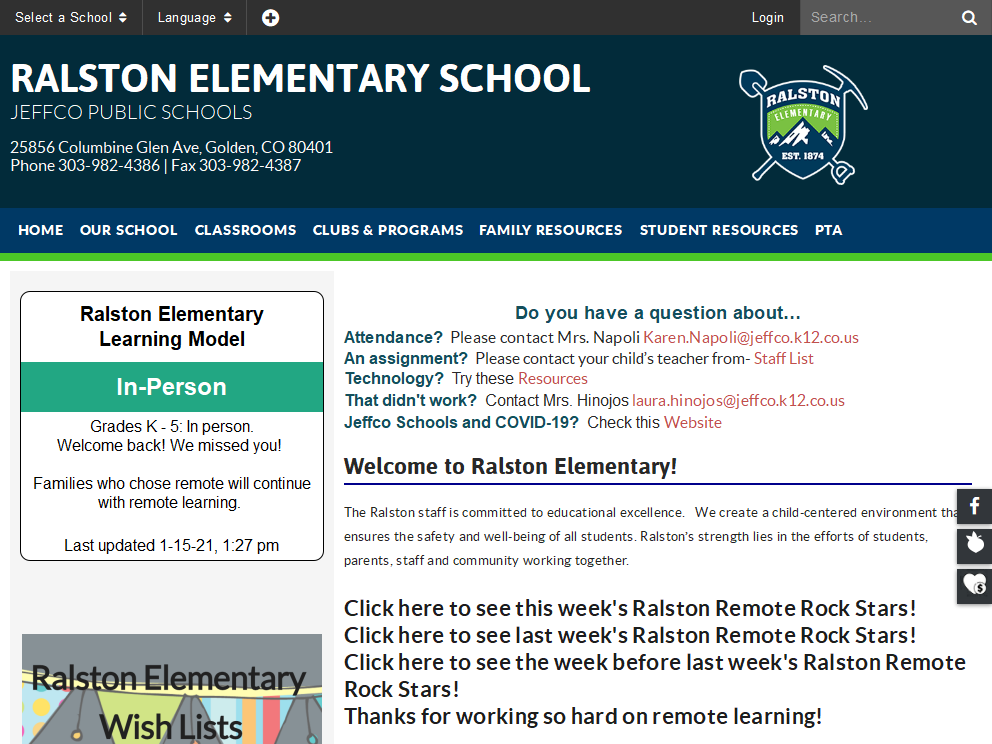 Select a School
Language
Login
Search...
RALSTON ELEMENTARY SCHOOL
JEFFCO PUBLIC SCHOOLS
25856 Columbine Glen Ave, Golden, CO 80401
Phone 303-982-4386 | Fax 303-982-4387
RALSTON
ELEMENTARY
EST. 1874
HOME OUR SCHOOL CLASSROOMS CLUBS & PROGRAMS FAMILY RESOURCES STUDENT RESOURCES PTA
Ralston Elementary
Learning Model
In-Person
Grades K - 5: In person.
Welcome back! We missed you!
Families who chose remote will continue
with remote learning.
Last updated 1-15-21, 1:27 pm
Ralston Elementary
Wish Lists
Do you have a question about...
Attendance? Please contact Mrs. Napoli Karen.Napoli@jeffco.k12.co.us
An assignment? Please contact your child's teacher from- Staff List
Technology? Try these Resources
That didn't work? Contact Mrs. Hinojos laura.hinojos@jeffco.k12.co.us
Jeffco Schools and COVID-19? Check this Website
Welcome to Ralston Elementary!
The Ralston staff is committed to educational excellence. We create a child-centered environment
ensures the safety and well-being of all students. Ralston's strength lies in the efforts of students,
parents, staff and community working together.
Click here to see this week's Ralston Remote Rock Stars!
Click here to see last week's Ralston Remote Rock Stars!
Click here to see the week before last week's Ralston Remote
Rock Stars!
Thanks for working so hard on remote learning!